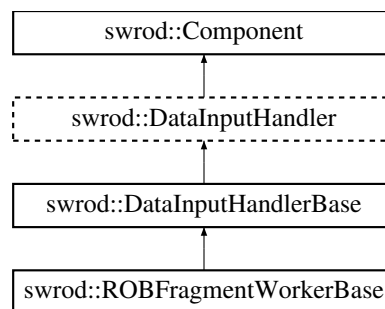 swrod::Component
swrod::DataInputHandler
swrod::DataInputHandlerBase
swrod::ROBFragmentWorkerBase